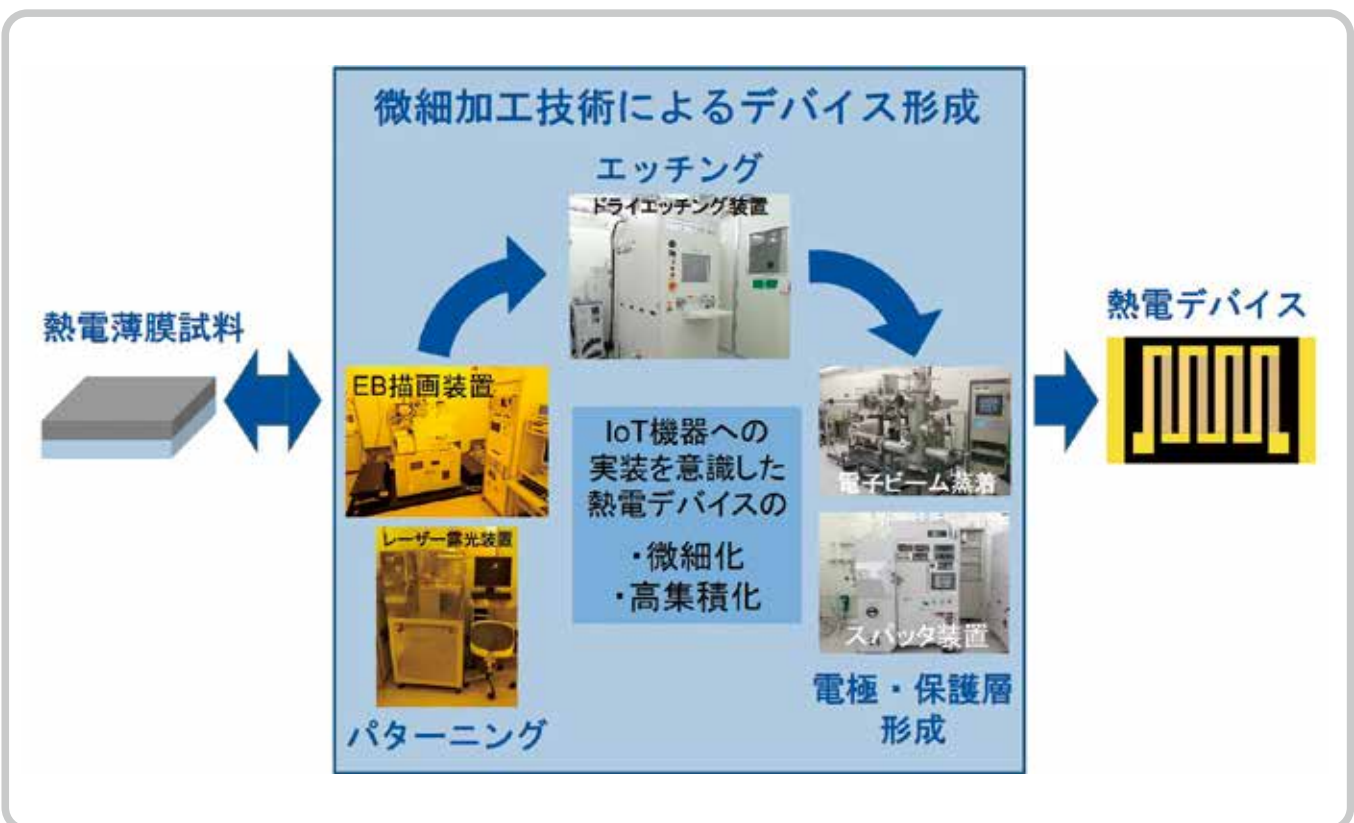 微細加工技術によるデバイス形成
エッチング
ドライエッチング装置
熱電薄膜試料
EB描画装置
レーザー露光装置
パターニング
IoT機器への
実装を意識した
熱電デバイスの
・微細化
・高集積化
電子ビーム蒸着
スパッタ装置
電極・保護層
形成
熱電デバイス